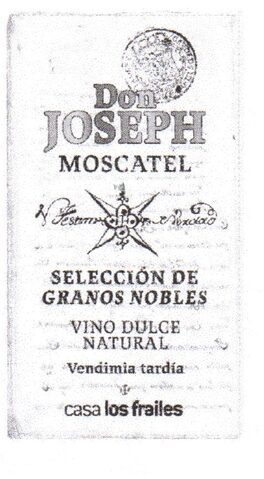 Don
JOSEPH
MOSCATEL
SELECCIÓN DE
GRANOS NOBLES
VINO DULCE
NATURAL
Vendimia tardía
casa los frailes